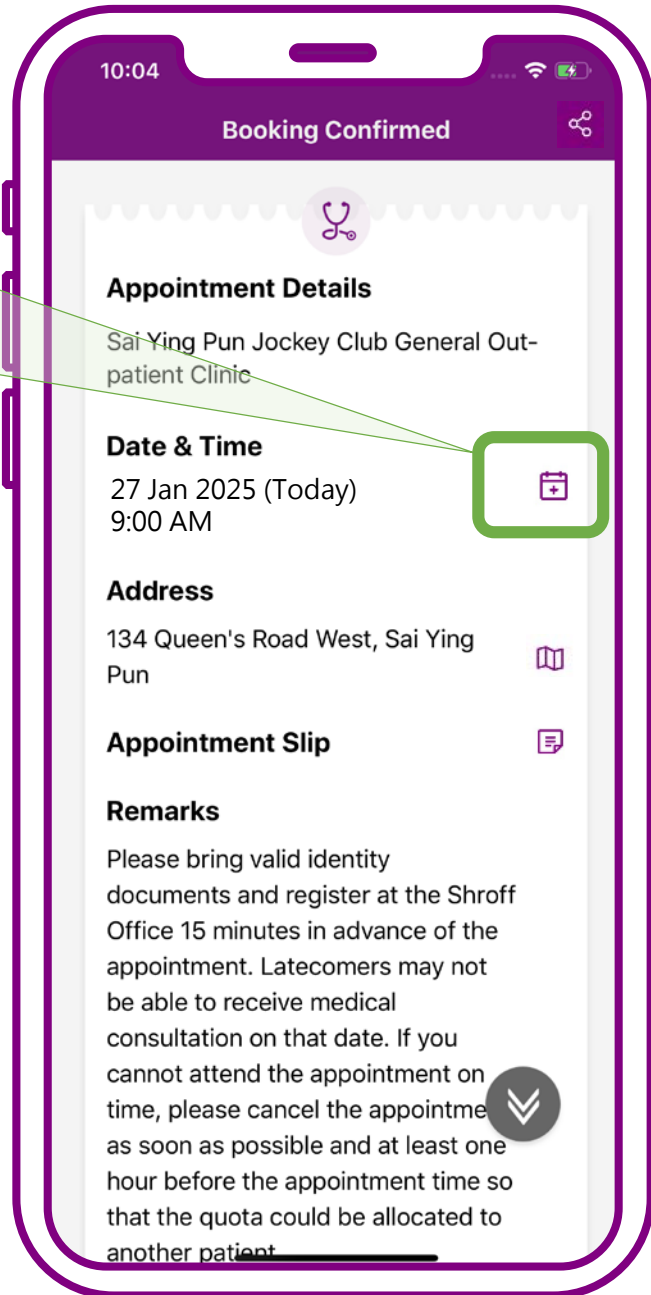 10:04
Booking Confirmed
Appointment Details
Sai Ying Pun Jockey Club General Out-
patient Clinic
Date & Time
27 Jan 2025 (Today)
9:00 AM
Address
134 Queen's Road West, Sai Ying
Pun
Appointment Slip
Remarks
Please bring valid identity
documents and register at the Shroff
Office 15 minutes in advance of the
appointment. Latecomers may not
be able to receive medical
consultation on that date. If you
cannot attend the appointment on
time, please cancel the appointme
as soon as possible and at least one
hour before the appointment time so
that the quota could be allocated to
another patient